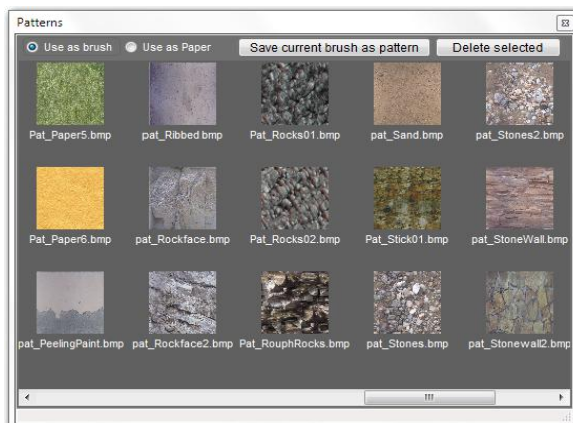 Patterns
Use as brush Use as Paper Save current brush as pattern Delete selected
Pat_Paper5.bmp pat_Ribbed.bmp Pat_Rocks01.bmp pat_Sand.bmp pat_Stones2.bmp
Pat_Paper6.bmp pat_Rockface.bmp Pat_Rocks02.bmp Pat_Stick01.bmp pat_StoneWall.bmp
pat_PeelingPaint.bmp pat_Rockface2.bmp Pat_RouphRocks.bmp pat_Stones.bmp pat_Stonewall2.bmp